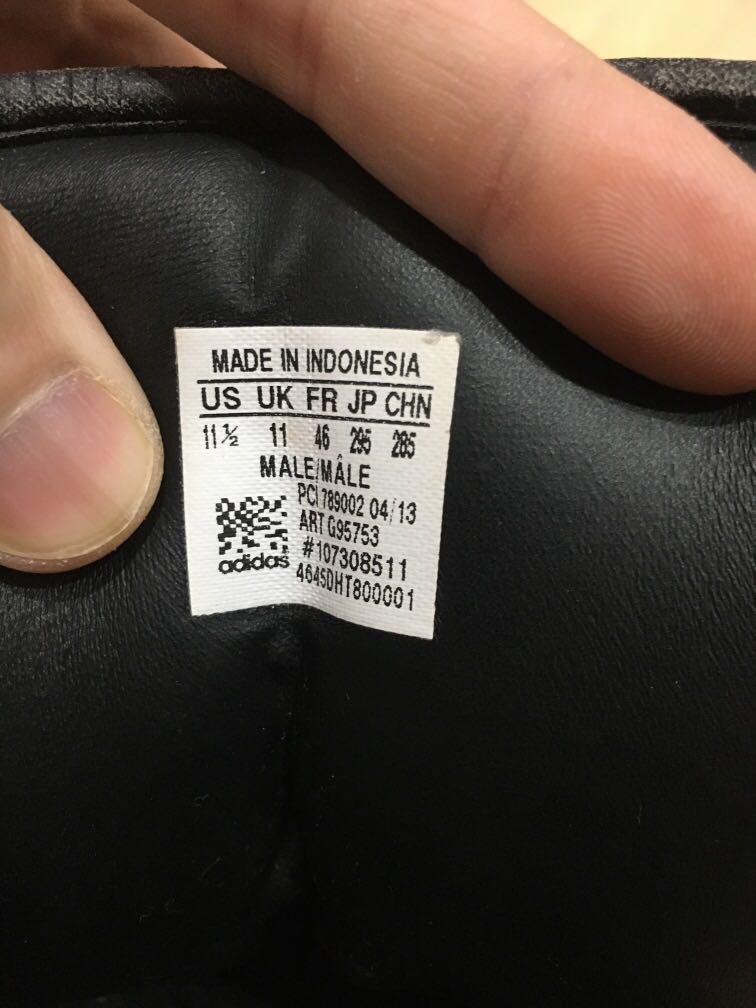 MADE IN INDONESIA
US UK FR JP CHN
11½ 11 46 295 285
MALE/MÂLE
PCI 789002 04/13
ART G95753
#107308511
4645DHT800001
adidas